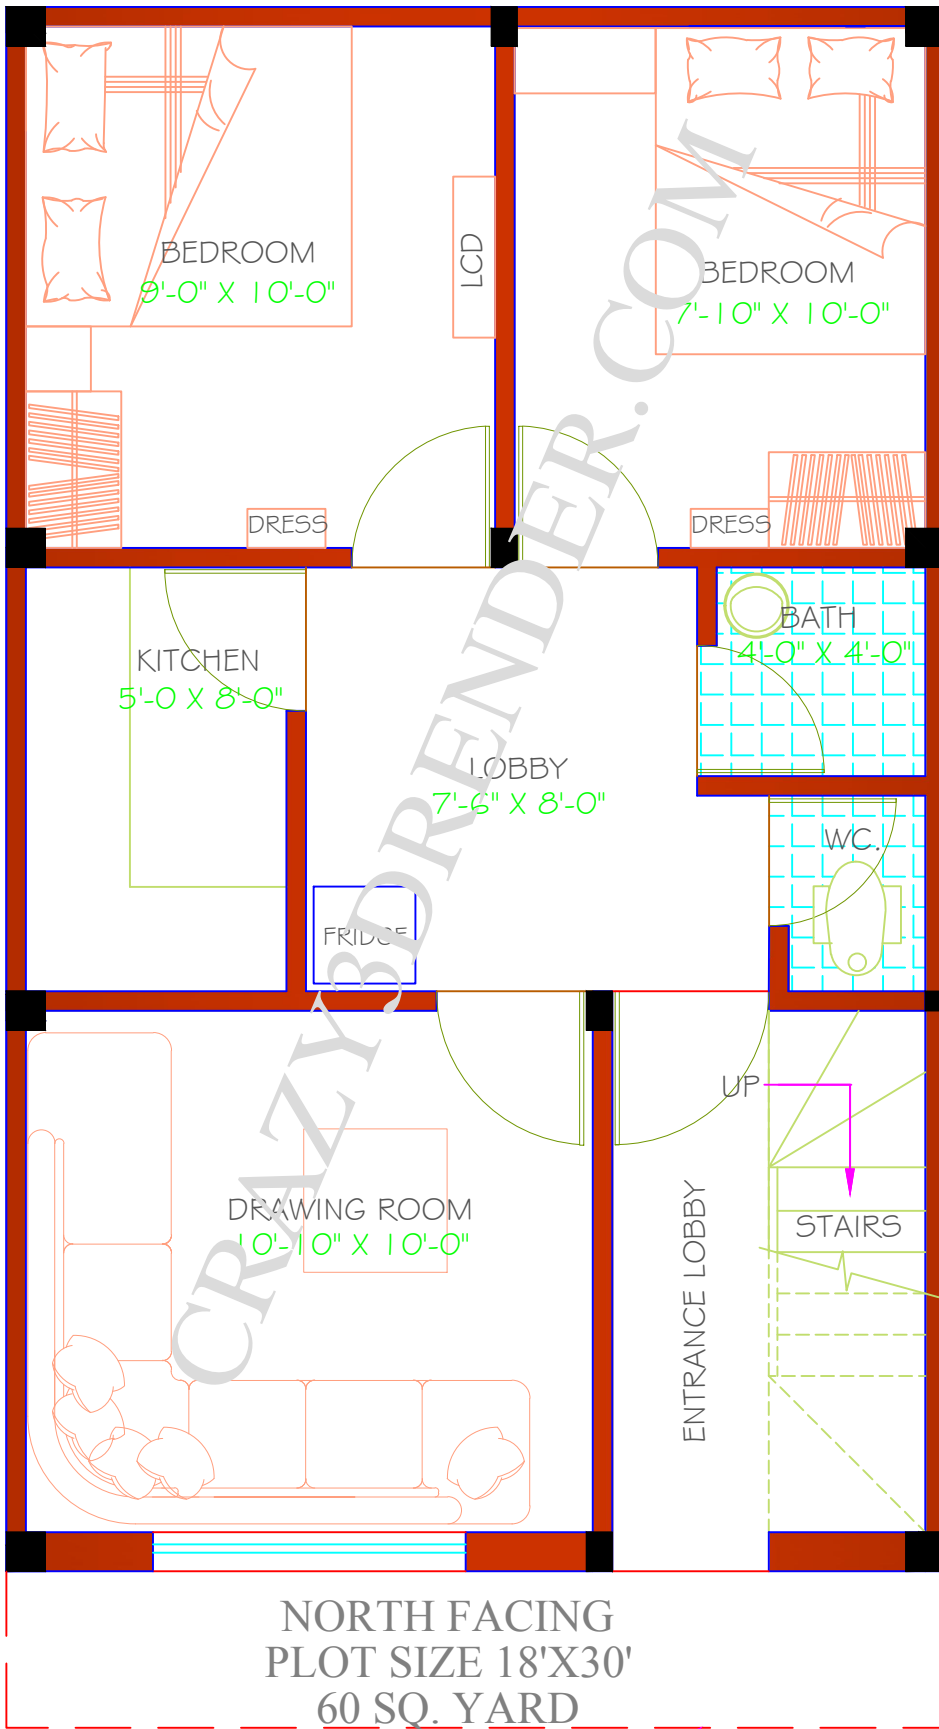 BEDROOM
9'-0" X 10'-0"
LCD
BEDROOM
7'-10" X 10'-0"
DRESS
DRESS
KITCHEN
5'-0 X 8'-0"
BATH
4'-0" X 4'-0"
LOBBY
7'-6" X 8'-0"
WC.
FRIDGE
UP
DRAWING ROOM
10'-10" X 10'-0"
STAIRS
ENTRANCE LOBBY
CRAZY3DRENDER.COM
NORTH FACING
PLOT SIZE 18'X30'
60 SQ. YARD